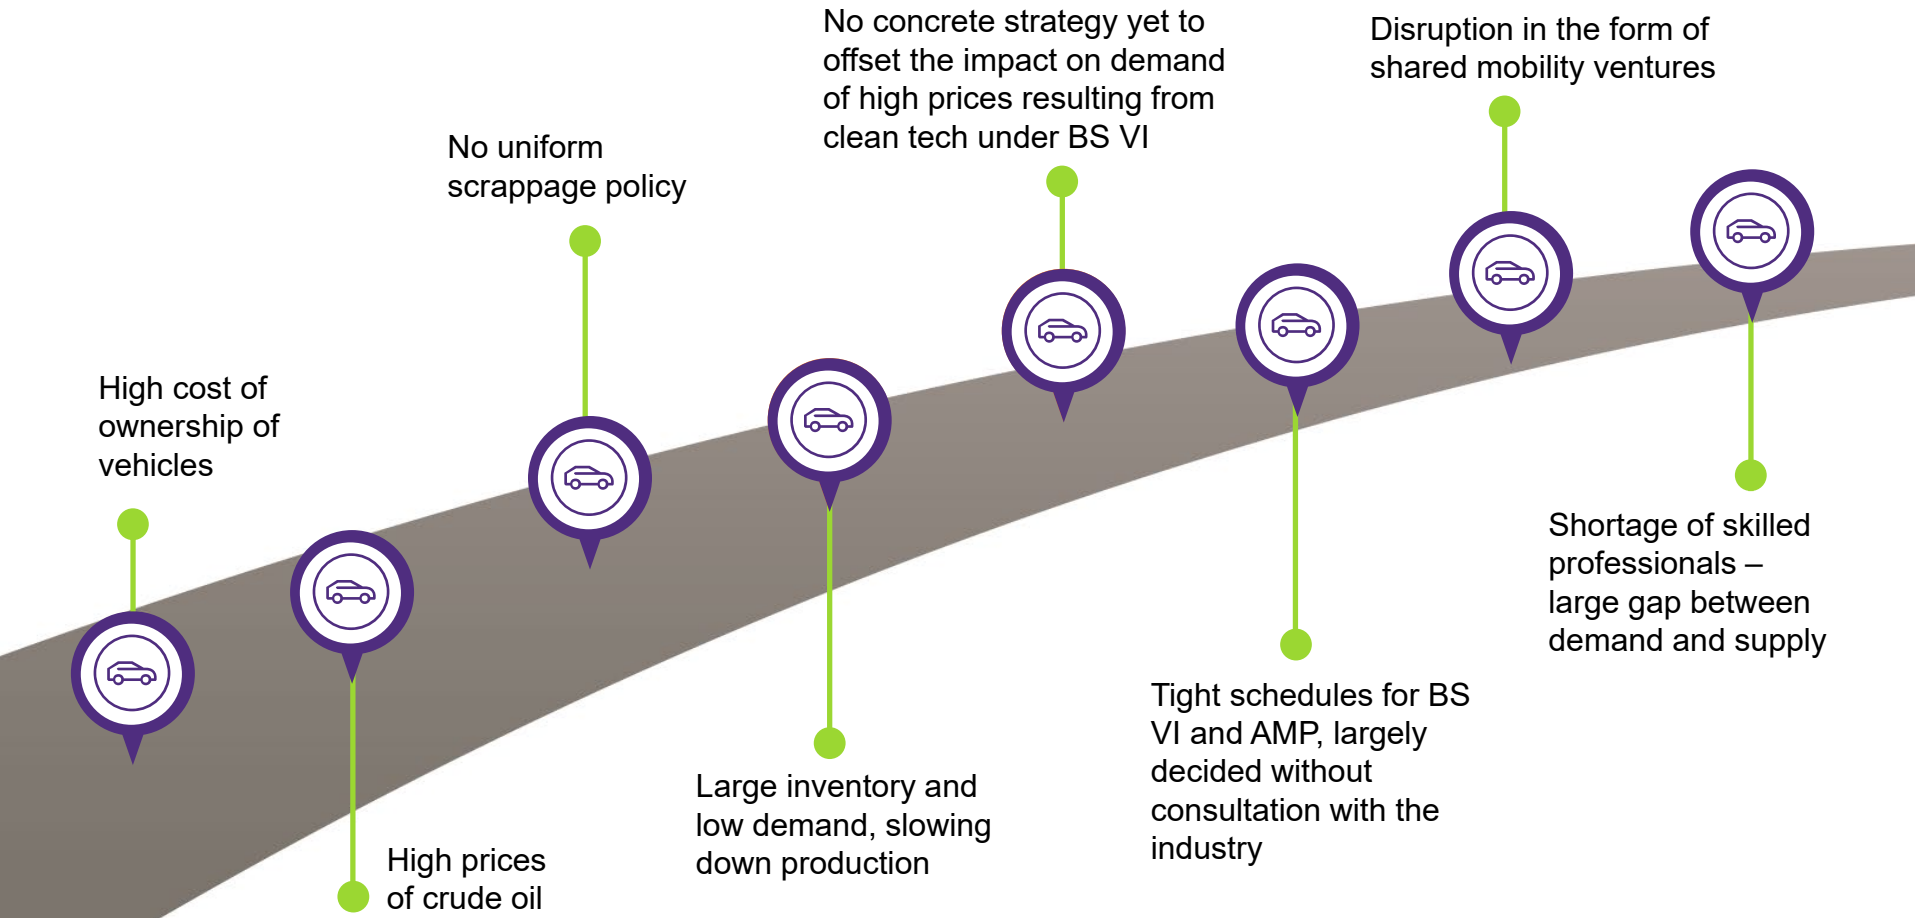 High cost of
ownership of
vehicles
High prices
of crude oil
No uniform
scrappage policy
Large inventory and
low demand, slowing
down production
No concrete strategy yet to
offset the impact on demand
of high prices resulting from
clean tech under BS VI
Tight schedules for BS
VI and AMP, largely
decided without
consultation with the
industry
Disruption in the form of
shared mobility ventures
Shortage of skilled
professionals –
large gap between
demand and supply